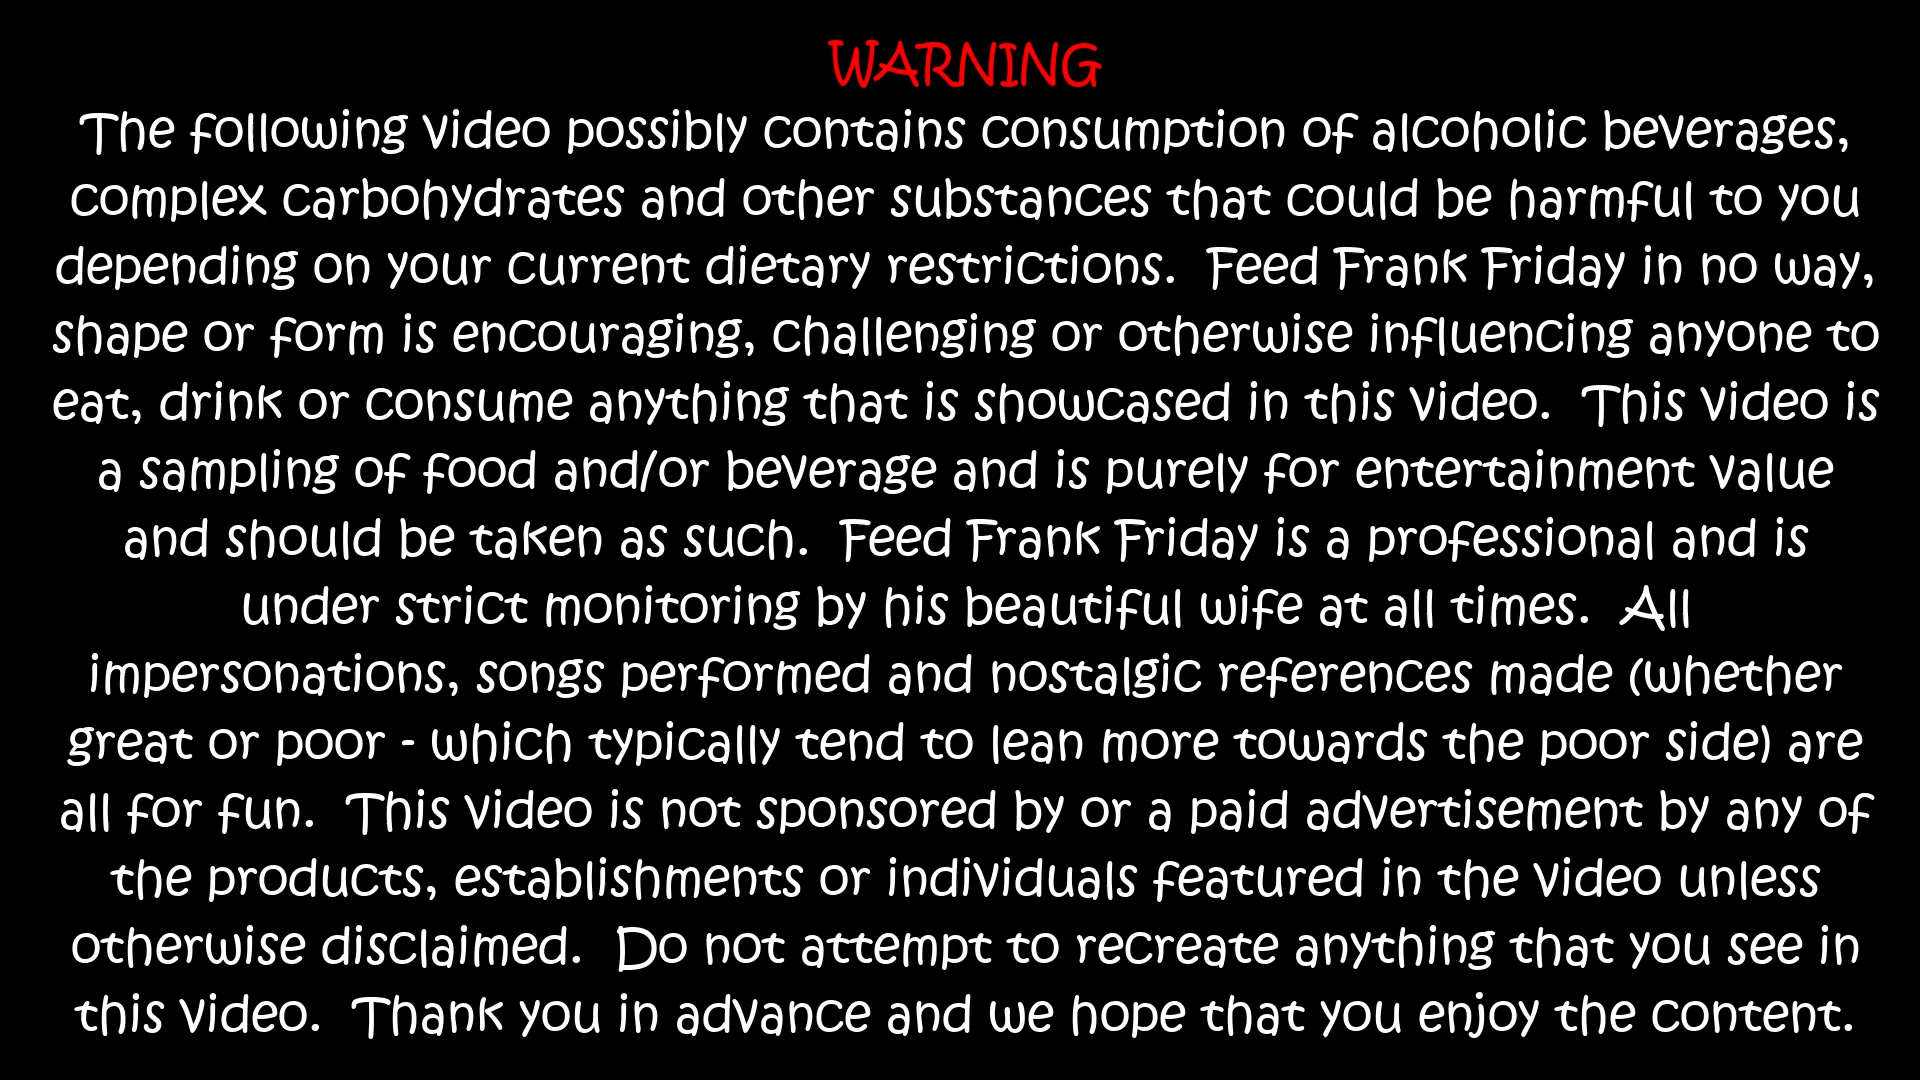 WARNING
The following video possibly contains consumption of alcoholic beverages,
complex carbohydrates and other substances that could be harmful to you
depending on your current dietary restrictions.  Feed Frank Friday in no way,
shape or form is encouraging, challenging or otherwise influencing anyone to
eat, drink or consume anything that is showcased in this video.  This video is
a sampling of food and/or beverage and is purely for entertainment value
and should be taken as such.  Feed Frank Friday is a professional and is
under strict monitoring by his beautiful wife at all times.  All
impersonations, songs performed and nostalgic references made (whether
great or poor - which typically tend to lean more towards the poor side) are
all for fun.  This video is not sponsored by or a paid advertisement by any of
the products, establishments or individuals featured in the video unless
otherwise disclaimed.  Do not attempt to recreate anything that you see in
this video.  Thank you in advance and we hope that you enjoy the content.